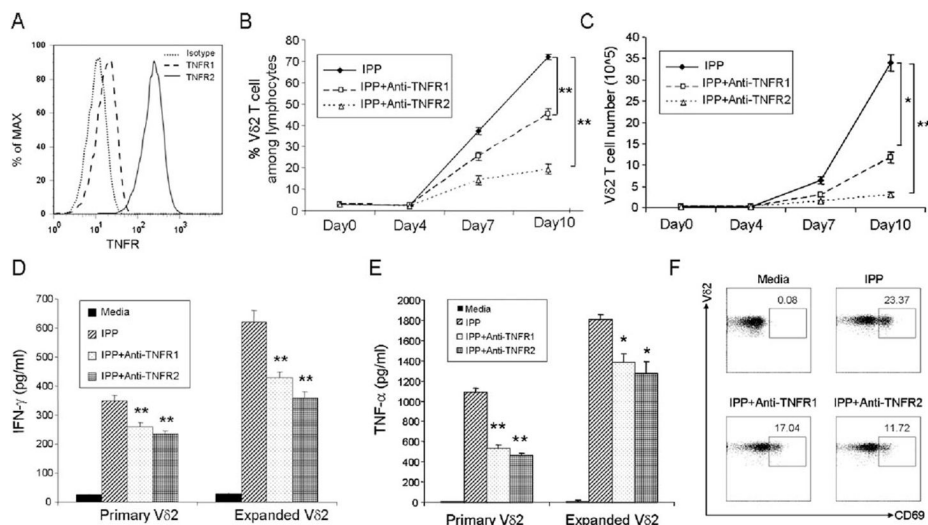 A
Isotype
TNFR1
TNFR2
% of MAX
100
80
60
40
20
0
10^0 10^1 10^2 10^3
TNFR
B
% Vδ2 T cell
among lymphocytes
80
70
60
50
40
30
20
10
0
IPP
IPP+Anti-TNFR1
IPP+Anti-TNFR2
**
**
Day0 Day4 Day7 Day10
C
Vδ2 T cell number (10^5)
40
35
30
25
20
15
10
5
0
IPP
IPP+Anti-TNFR1
IPP+Anti-TNFR2
*
**
Day0 Day4 Day7 Day10
D
IFN-γ (pg/ml)
700
600
500
400
300
200
100
0
Media
IPP
IPP+Anti-TNFR1
IPP+Anti-TNFR2
** **
** **
Primary Vδ2 Expanded Vδ2
E
TNF-α (pg/ml)
2000
1800
1600
1400
1200
1000
800
600
400
200
0
Media
IPP
IPP+Anti-TNFR1
IPP+Anti-TNFR2
** **
* *
Primary Vδ2 Expanded Vδ2
F
Vδ2
Media IPP
0.08 23.37
IPP+Anti-TNFR1 IPP+Anti-TNFR2
17.04 11.72
CD69